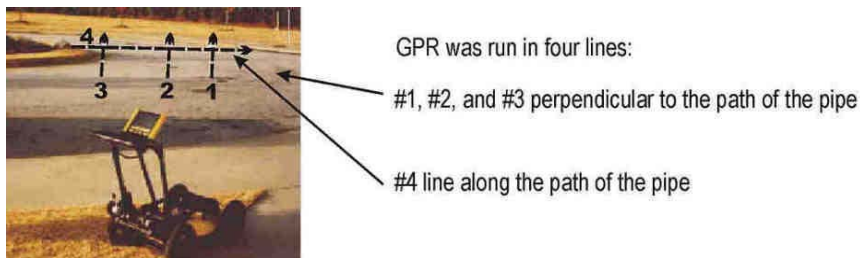 4
3 2 1
GPR was run in four lines:
#1, #2, and #3 perpendicular to the path of the pipe
#4 line along the path of the pipe